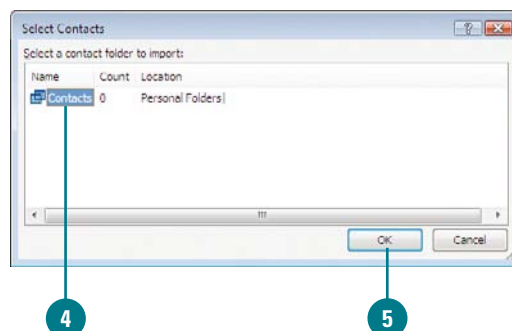 Select Contacts
Select a contact folder to import:
Name Count Location
Contacts 0 Personal Folders
OK Cancel
4 5